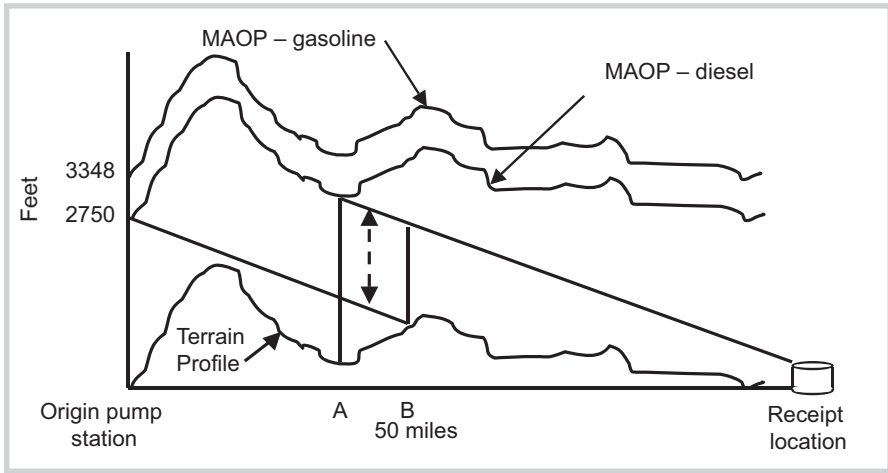 MAOP – gasoline
MAOP – diesel
3348
Feet
2750
Terrain
Profile
Origin pump
station
A
B
50 miles
Receipt
location